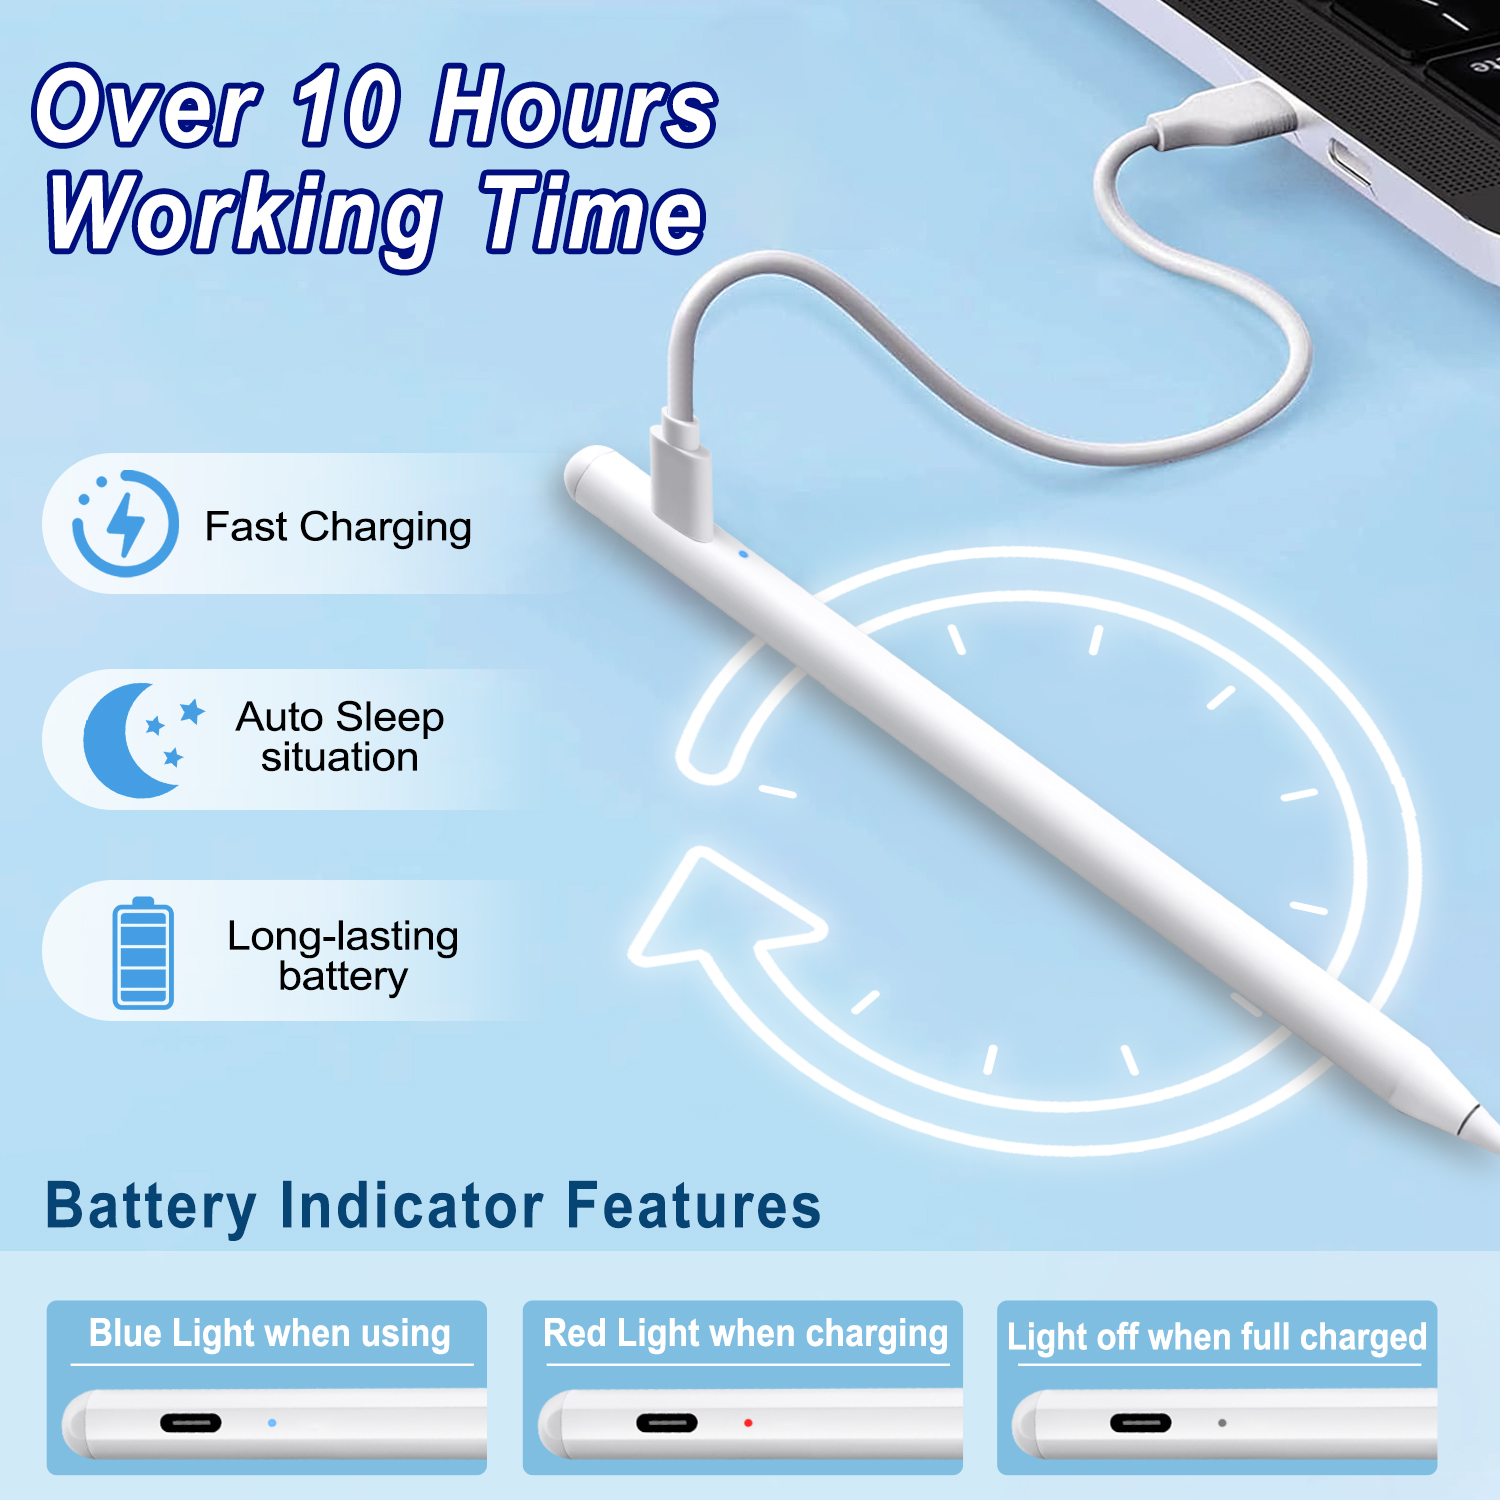 Over 10 Hours
Working Time
Fast Charging
Auto Sleep
situation
Long-lasting
battery
Battery Indicator Features
Blue Light when using
Red Light when charging
Light off when full charged